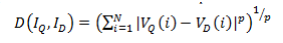 D(I_Q, I_D) = (∑_{i=1}^{N} |V_Q(i) − V_D(i)|^p)^{1/p}